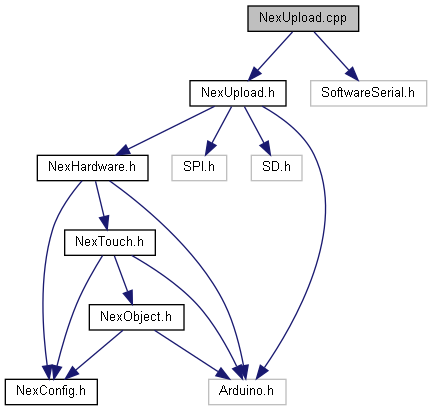 NexUpload.cpp
NexUpload.h
SoftwareSerial.h
NexHardware.h
SPI.h
SD.h
NexTouch.h
NexObject.h
NexConfig.h
Arduino.h